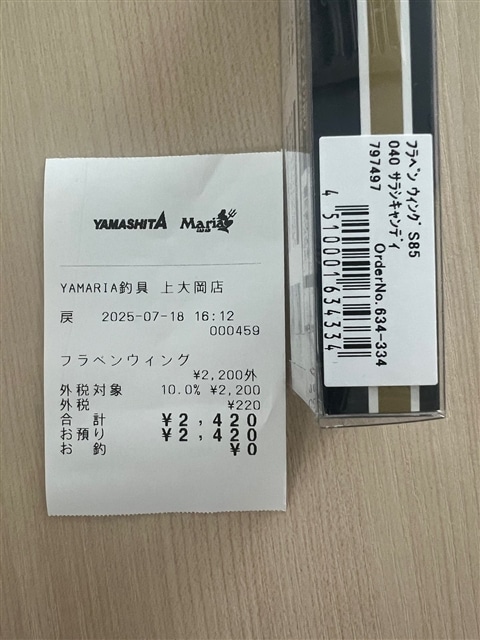 YAMASHITA Maria
YAMARIA釣具 上大岡店
戻 2025-07-18 16:12
000459
フラペンウィング
¥2,200外
外税対象 10.0% ¥2,200
外税 ¥220
合 計 ¥2,420
お預り ¥2,420
お 釣 ¥0
フラペン ウィング S85
040 サラシキャンディ
797497
OrderNo.634-334
4 510001 634334